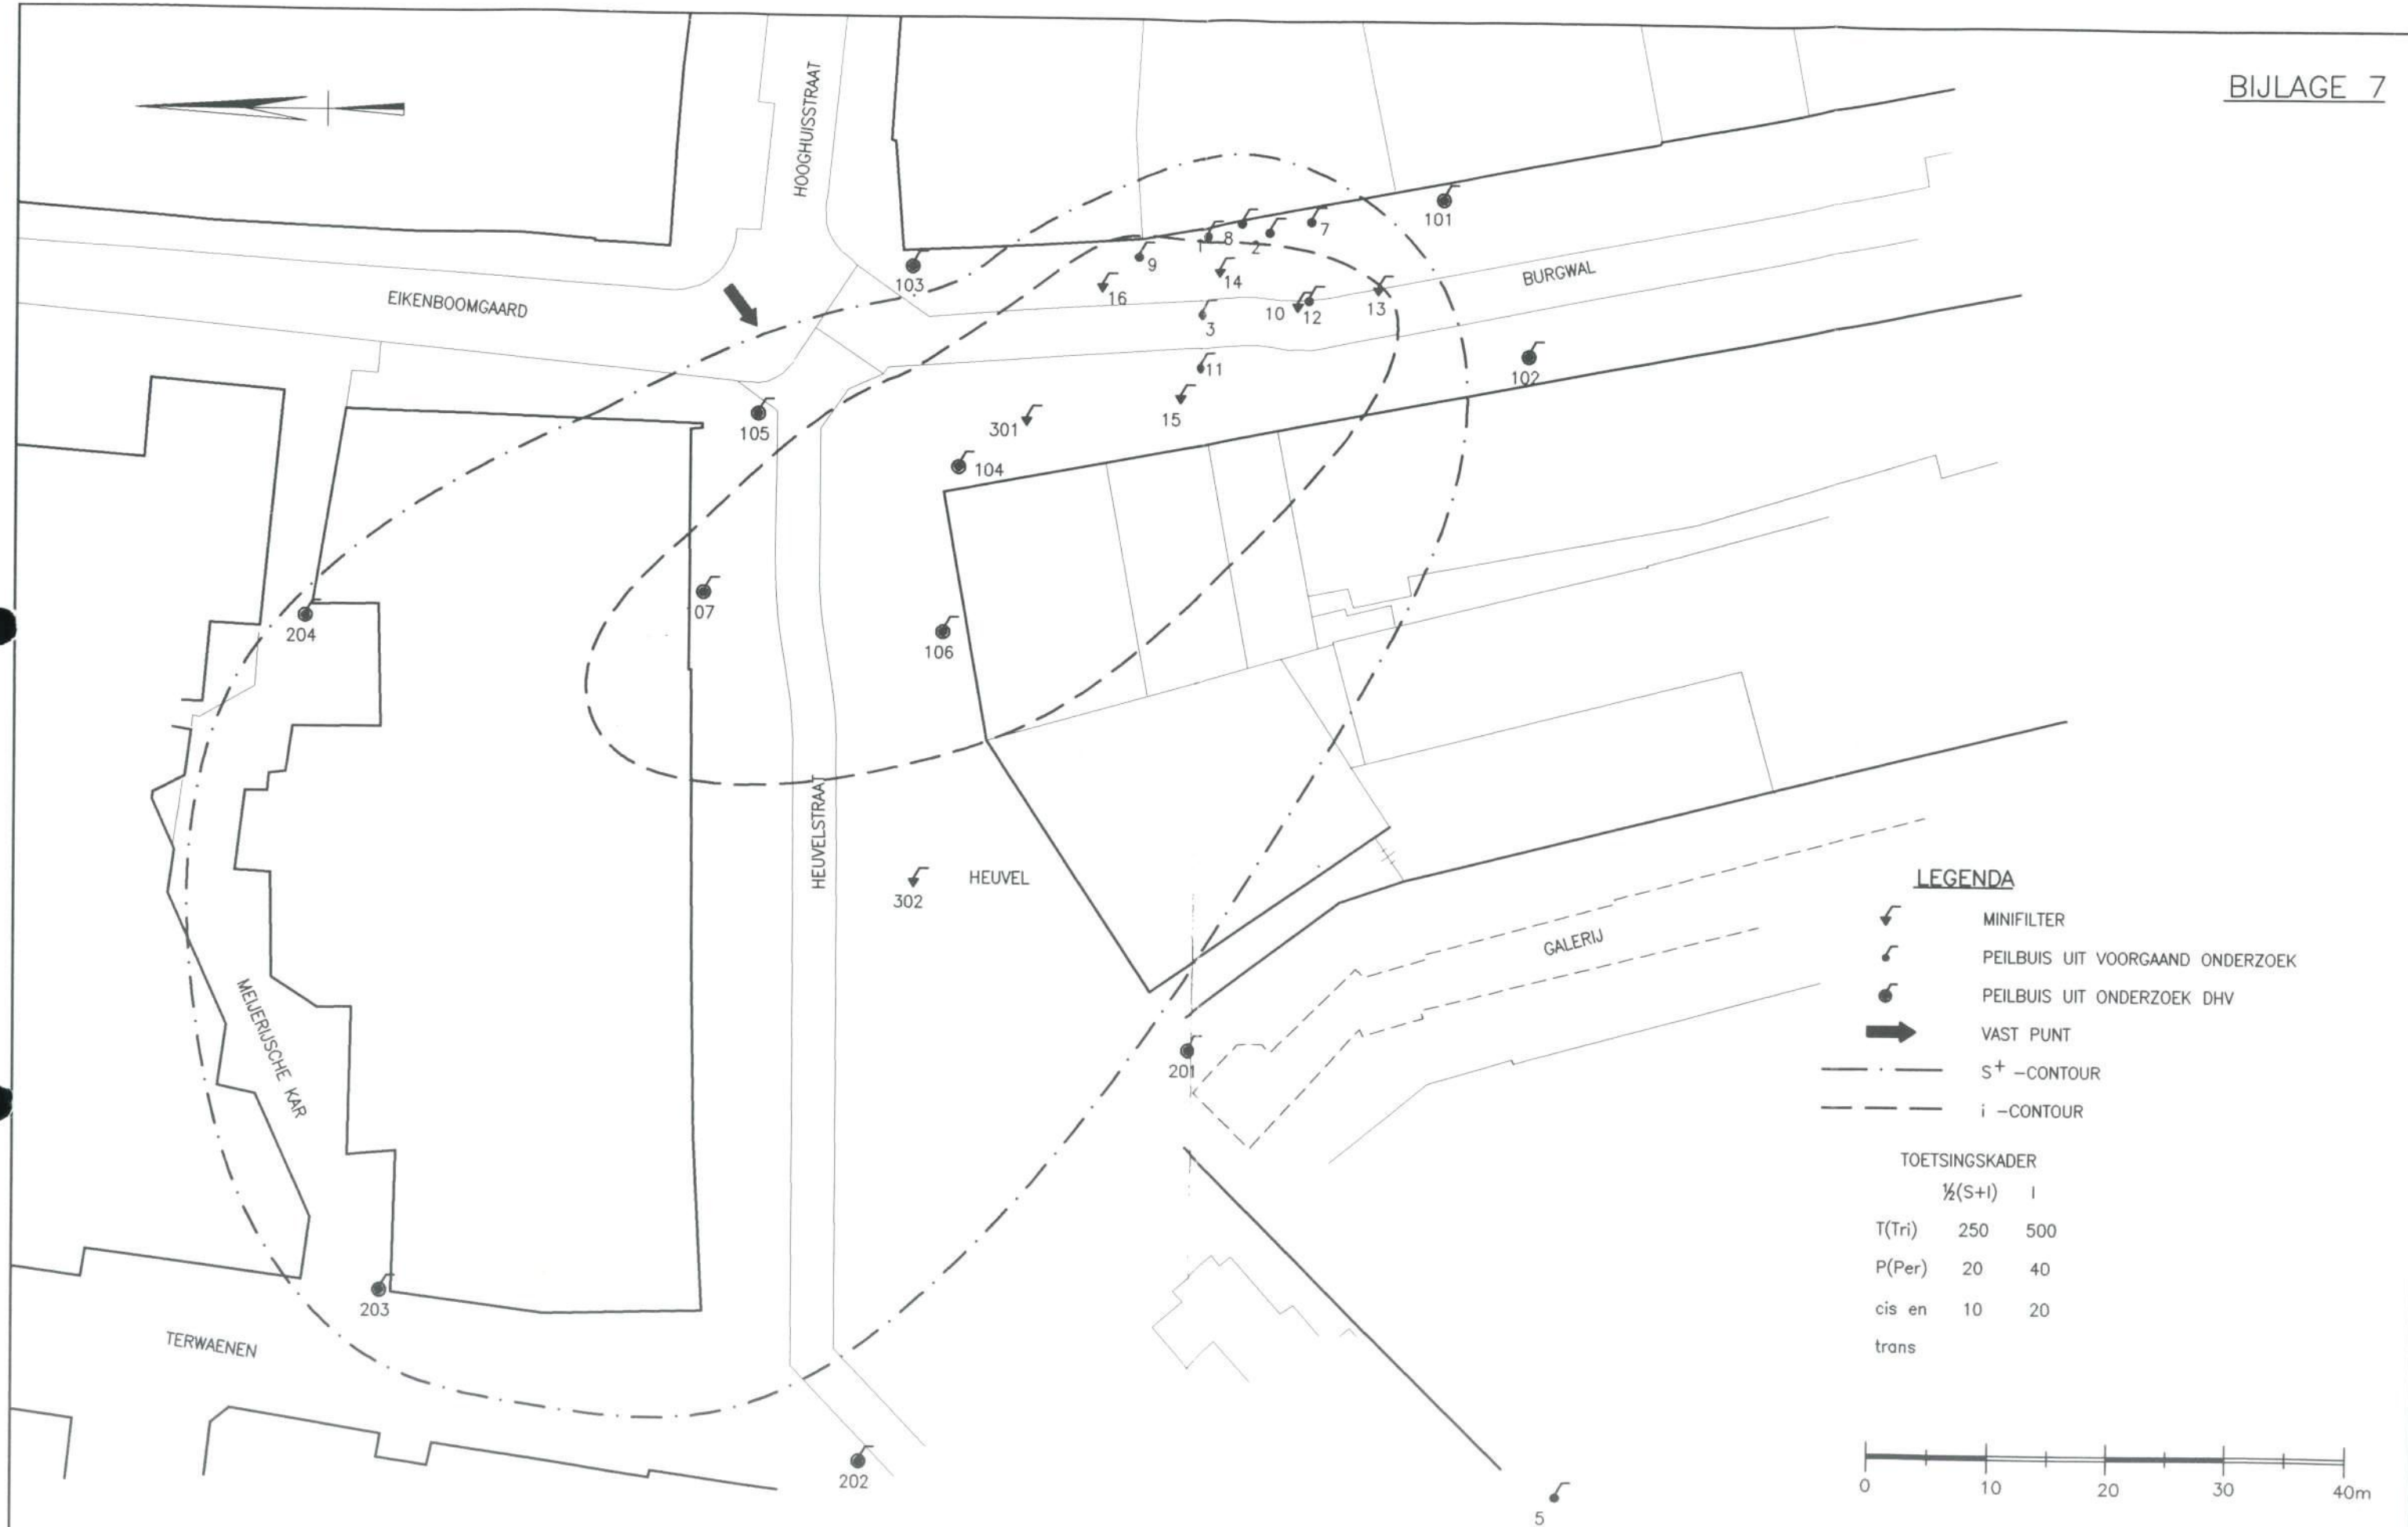 BIJLAGE 7
HOOGHUISSTRAAT
EIKENBOOMGAARD
BURGWAL
103
101
1
8
2
7
9
14
16
10
12
13
3
11
15
102
105
301
104
204
07
106
HEUVELSTRAAT
302
HEUVEL
GALERIJ
MEIJERIJSCHE KAR
201
203
TERWAENEN
202
5
LEGENDA
MINIFILTER
PEILBUIS UIT VOORGAAND ONDERZOEK
PEILBUIS UIT ONDERZOEK DHV
VAST PUNT
S+ -CONTOUR
i -CONTOUR
TOETSINGSKADER
½(S+I) I
T(Tri) 250 500
P(Per) 20 40
cis en 10 20
trans
0 10 20 30 40m